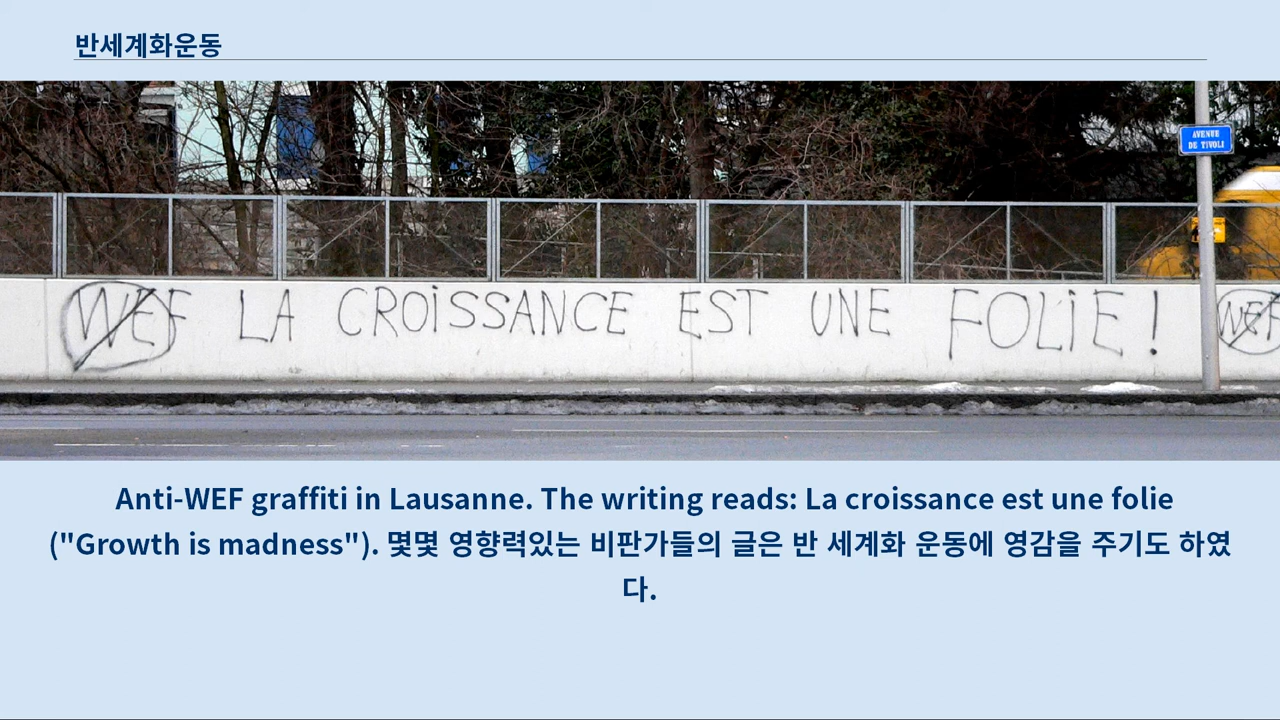 반세계화운동
AVENUE
DE TIVOLI
WEF LA CROiSSANCE EST UNE FOLiE! WEF
Anti-WEF graffiti in Lausanne. The writing reads: La croissance est une folie
("Growth is madness"). 몇몇 영향력있는 비판가들의 글은 반 세계화 운동에 영감을 주기도 하였
다.